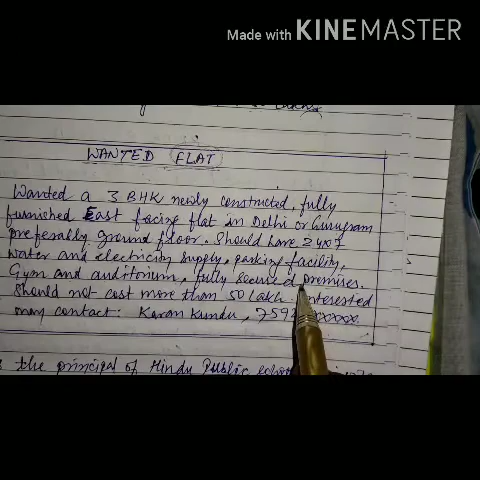 Made with KINEMASTER
WANTED FLAT
Wanted a 3 BHK newly constructed, fully
furnished East facing flat in Delhi or Gurugram
preferally ground floor. Should have 24x7
water and electricity supply, parking facility,
Gym and auditorium, fully secured premises.
Should not cost more than 50 Lakh. Interested
may contact: Karan Kundu, 7592xxxxxx
the principal of Hindu Public